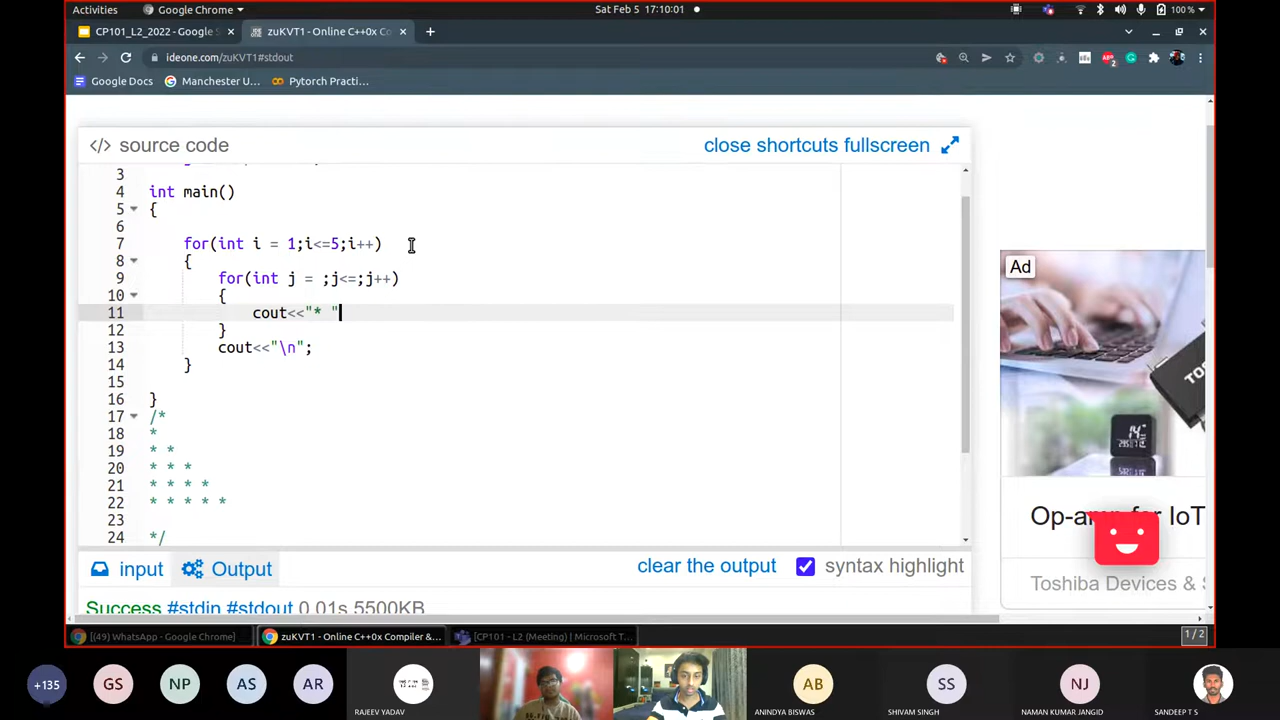 Activities Google Chrome Sat Feb 5 17:10:01 100%
CP101_L2_2022 - Google S zuKVT1 - Online C++0x Co
ideone.com/zuKVT1#stdout
Google Docs Manchester U... Pytorch Practi...
</> source code close shortcuts fullscreen
3
4 int main()
5 {
6
7 for(int i = 1;i<=5;i++)
8 {
9 for(int j = ;j<=;j++)
10 {
11 cout<<"* "
12 }
13 cout<<"\n";
14 }
15
16 }
17 /*
18 *
19 * *
20 * * *
21 * * * *
22 * * * * *
23
24 */
Ad
TOS
Op-amp for IoT
Toshiba Devices & S
input Output clear the output syntax highlight
Success #stdin #stdout 0.01s 5500KB
[(49) WhatsApp - Google Chrome] zuKVT1 - Online C++0x Compiler &... [CP101 - L2 (Meeting) | Microsoft T... 1 / 2
+135 GS NP AS AR AB SS NJ
RAJEEV YADAV ANINDYA BISWAS SHIVAM SINGH NAMAN KUMAR JANGID SANDEEP T S